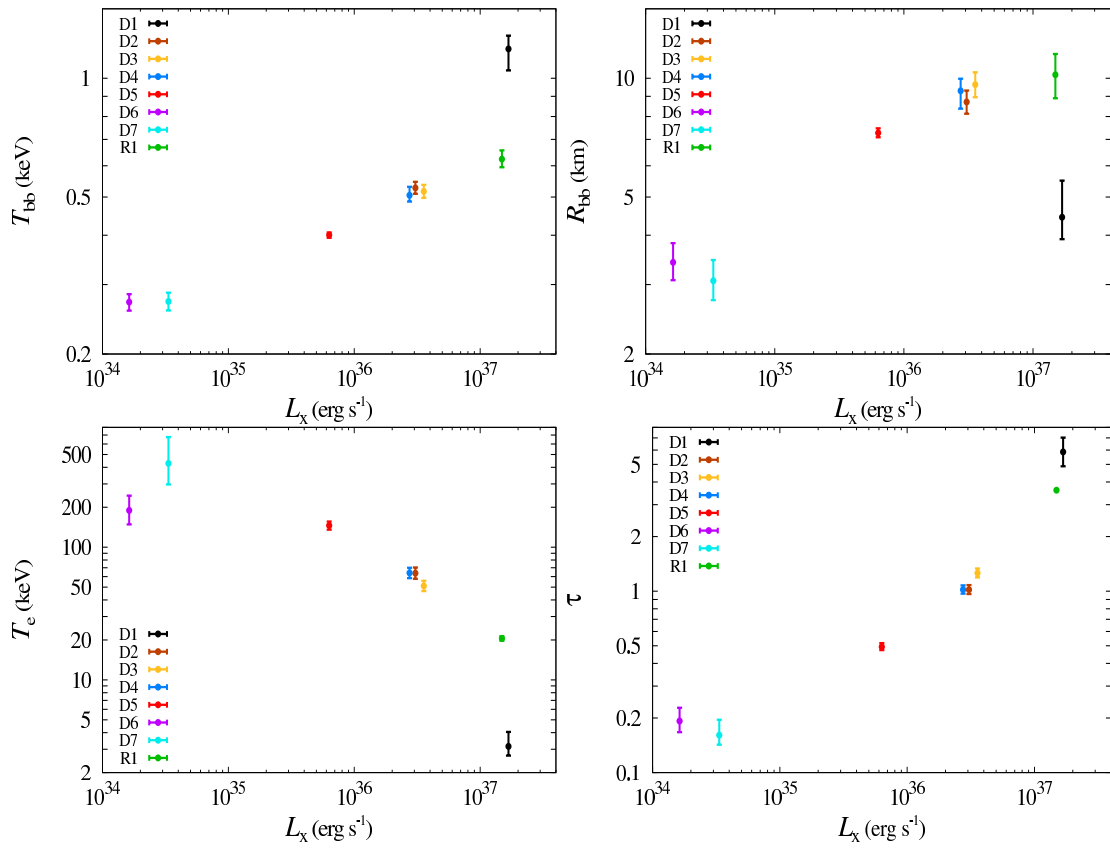 1
0.5
0.2
T_bb (keV)
10^34
10^35
10^36
10^37
L_x (erg s^-1)
D1
D2
D3
D4
D5
D6
D7
R1
10
5
2
R_bb (km)
10^34
10^35
10^36
10^37
L_x (erg s^-1)
D1
D2
D3
D4
D5
D6
D7
R1
500
200
100
50
20
10
5
2
T_e (keV)
10^34
10^35
10^36
10^37
L_x (erg s^-1)
D1
D2
D3
D4
D5
D6
D7
R1
5
2
1
0.5
0.2
0.1
τ
10^34
10^35
10^36
10^37
L_x (erg s^-1)
D1
D2
D3
D4
D5
D6
D7
R1